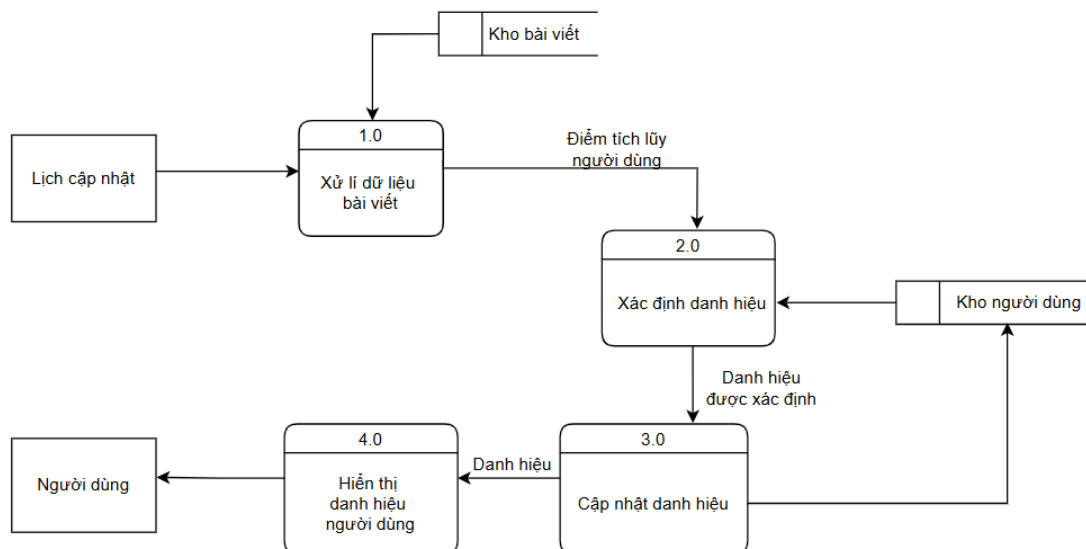 Kho bài viết
1.0
Xử lí dữ liệu
bài viết
Lịch cập nhật
Điểm tích lũy
người dùng
2.0
Xác định danh hiệu
Kho người dùng
Danh hiệu
được xác định
3.0
Cập nhật danh hiệu
Danh hiệu
4.0
Hiển thị
danh hiệu
người dùng
Người dùng